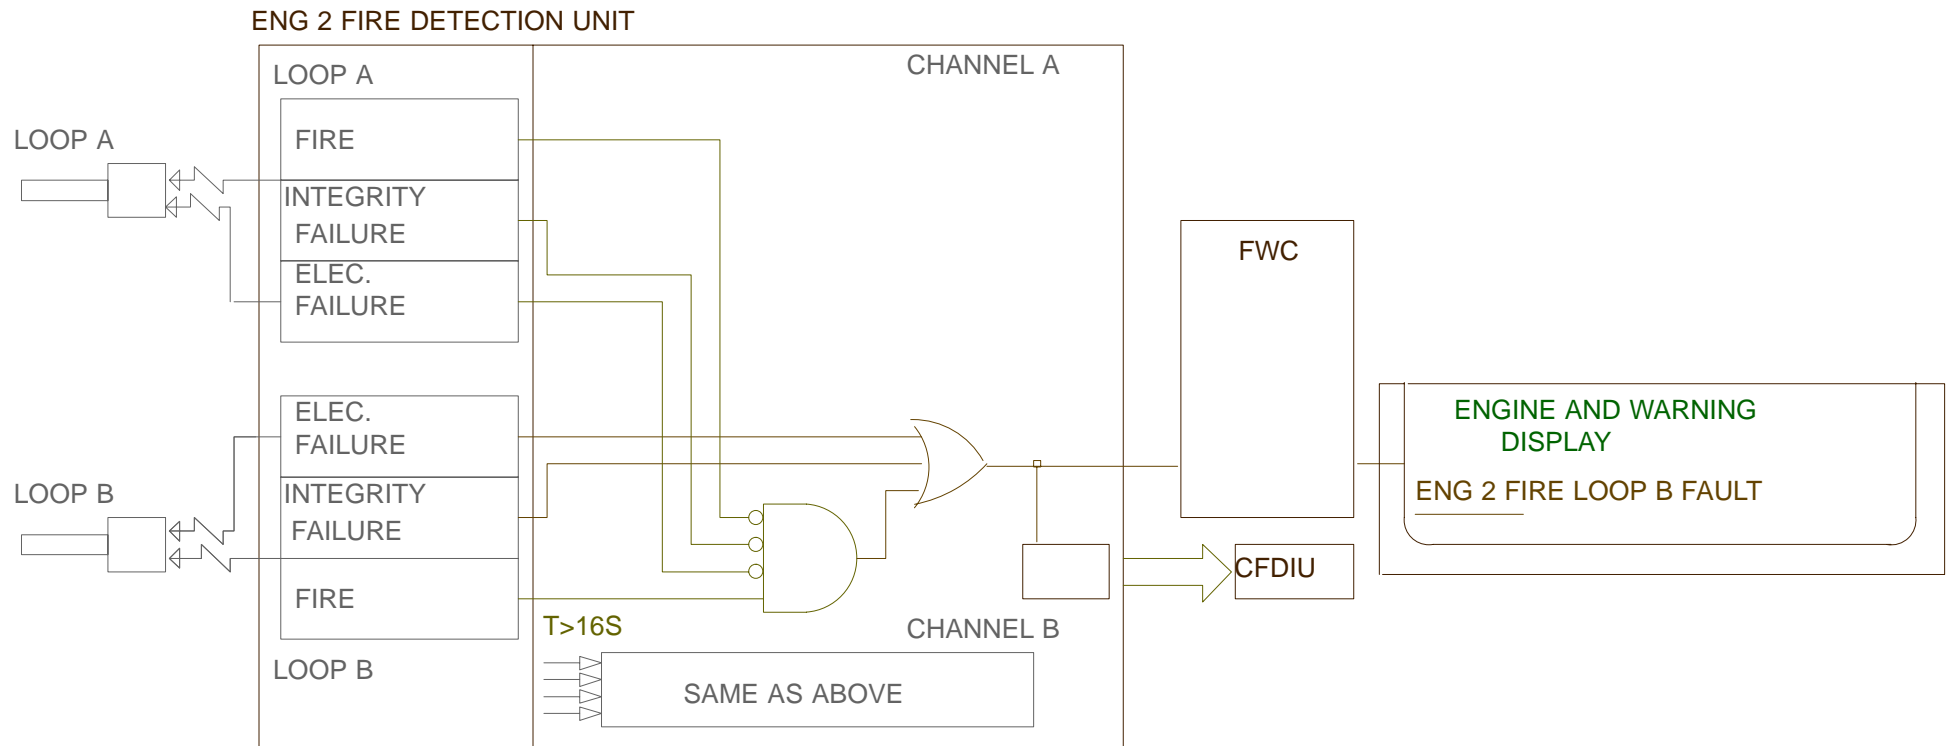 ENG 2 FIRE DETECTION UNIT
LOOP A
CHANNEL A
LOOP A
FIRE
INTEGRITY
FAILURE
ELEC.
FAILURE
FWC
ELEC.
FAILURE
LOOP B
INTEGRITY
FAILURE
FIRE
LOOP B
T>16S
CHANNEL B
SAME AS ABOVE
CFDIU
ENGINE AND WARNING
DISPLAY
ENG 2 FIRE LOOP B FAULT